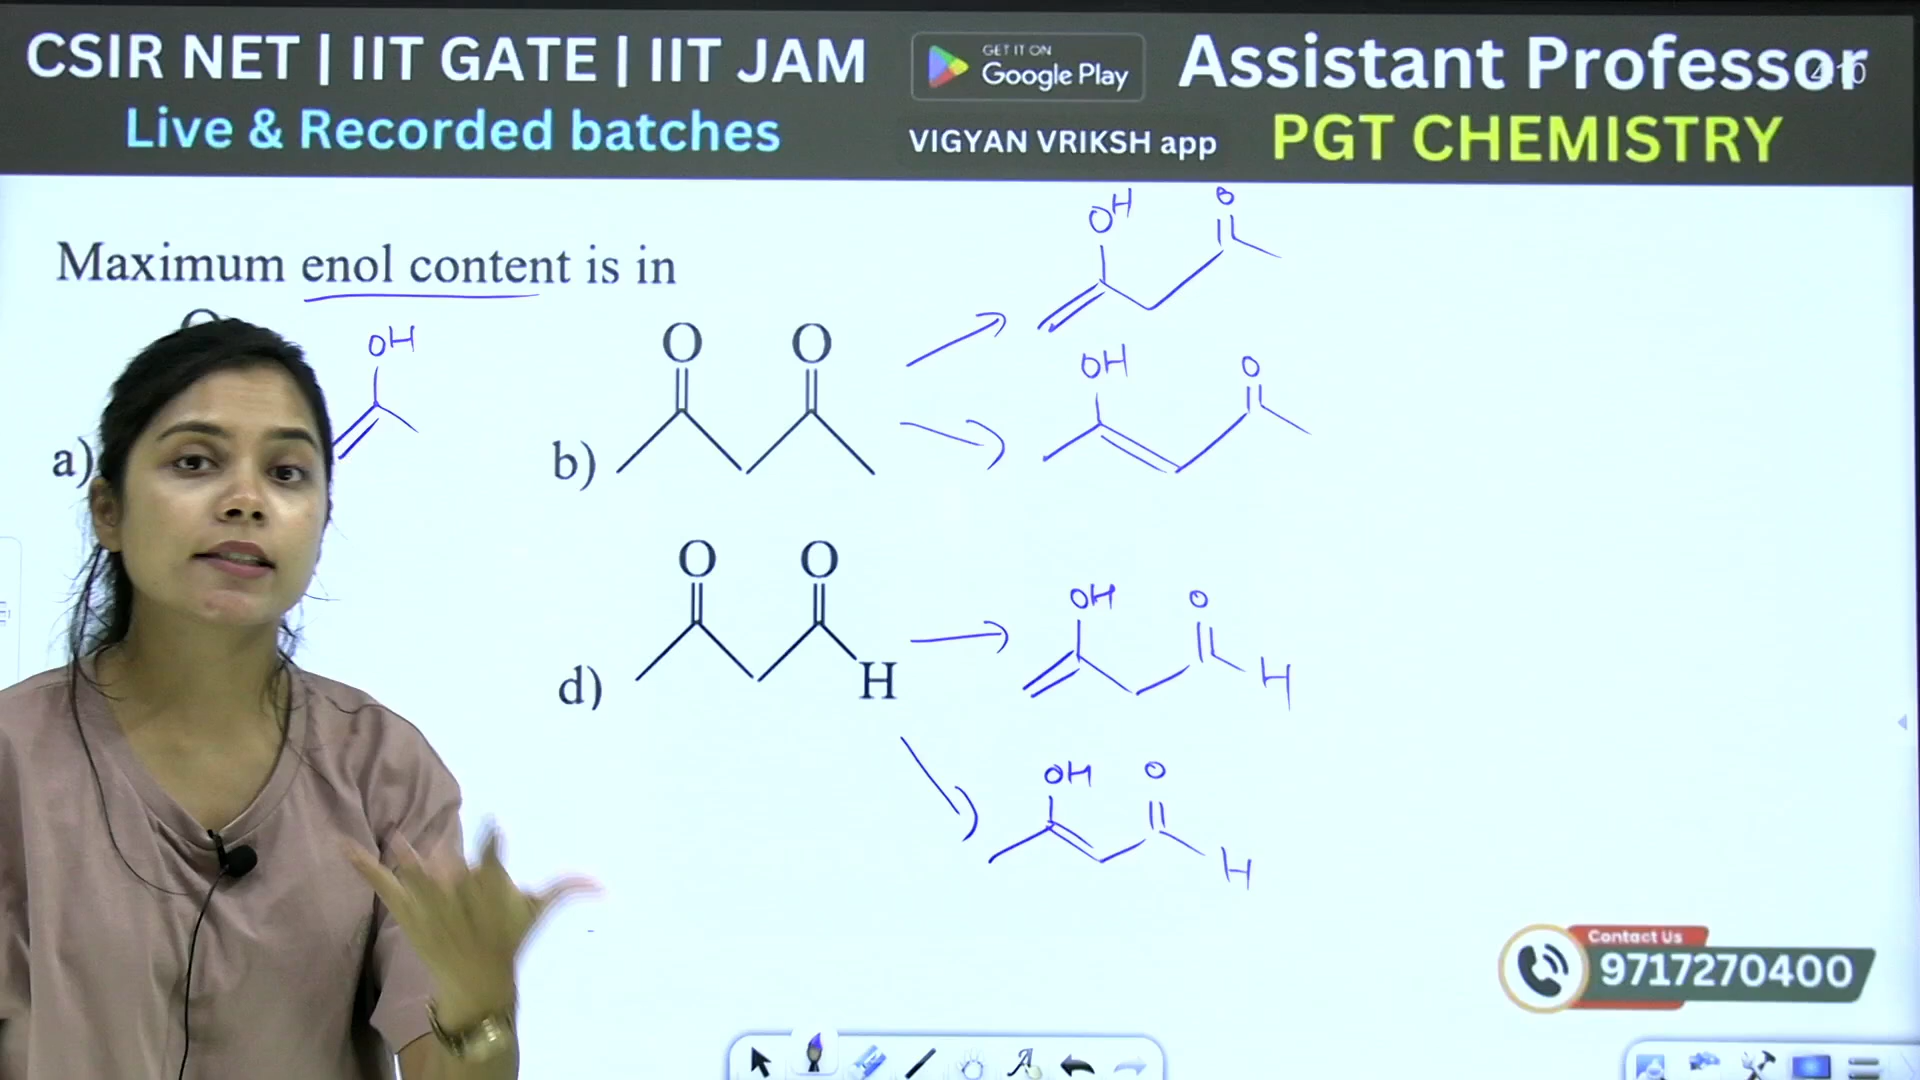 CSIR NET | IIT GATE | IIT JAM
Live & Recorded batches
GET IT ON
Google Play
VIGYAN VRIKSH app
Assistant Professor
PGT CHEMISTRY
Maximum enol content is in
a)
OH
b)
O O
OH O
OH O
d)
O O
H
OH O
H
OH O
H
Contact Us
9717270400